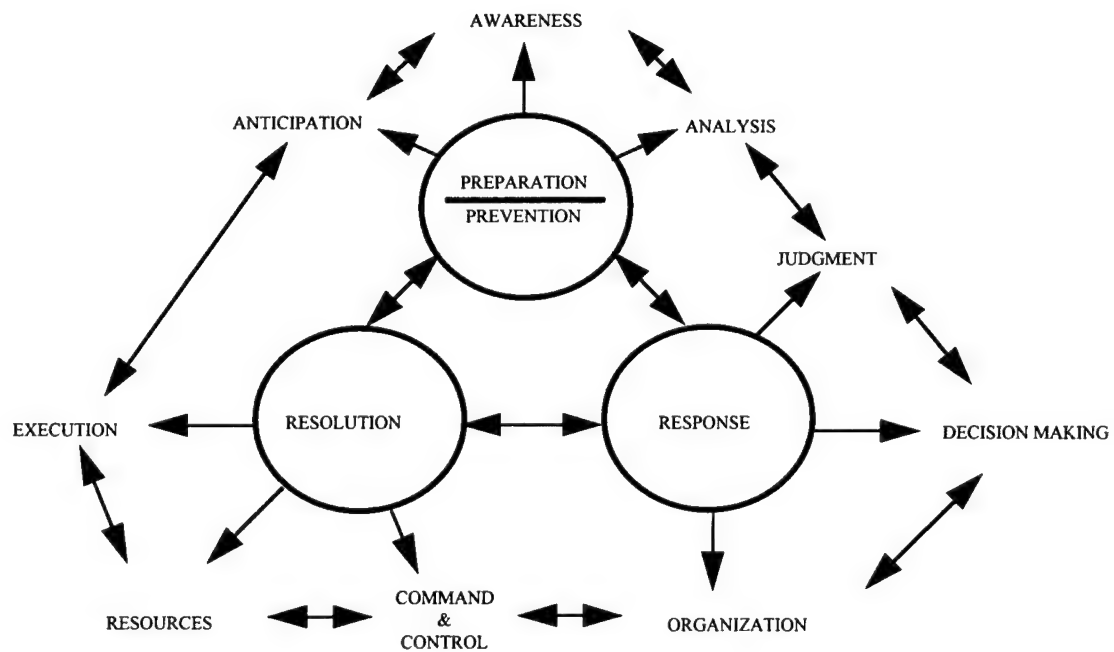 AWARENESS
ANTICIPATION
ANALYSIS
PREPARATION
PREVENTION
JUDGMENT
EXECUTION
RESOLUTION
RESPONSE
DECISION MAKING
RESOURCES
COMMAND
&
CONTROL
ORGANIZATION